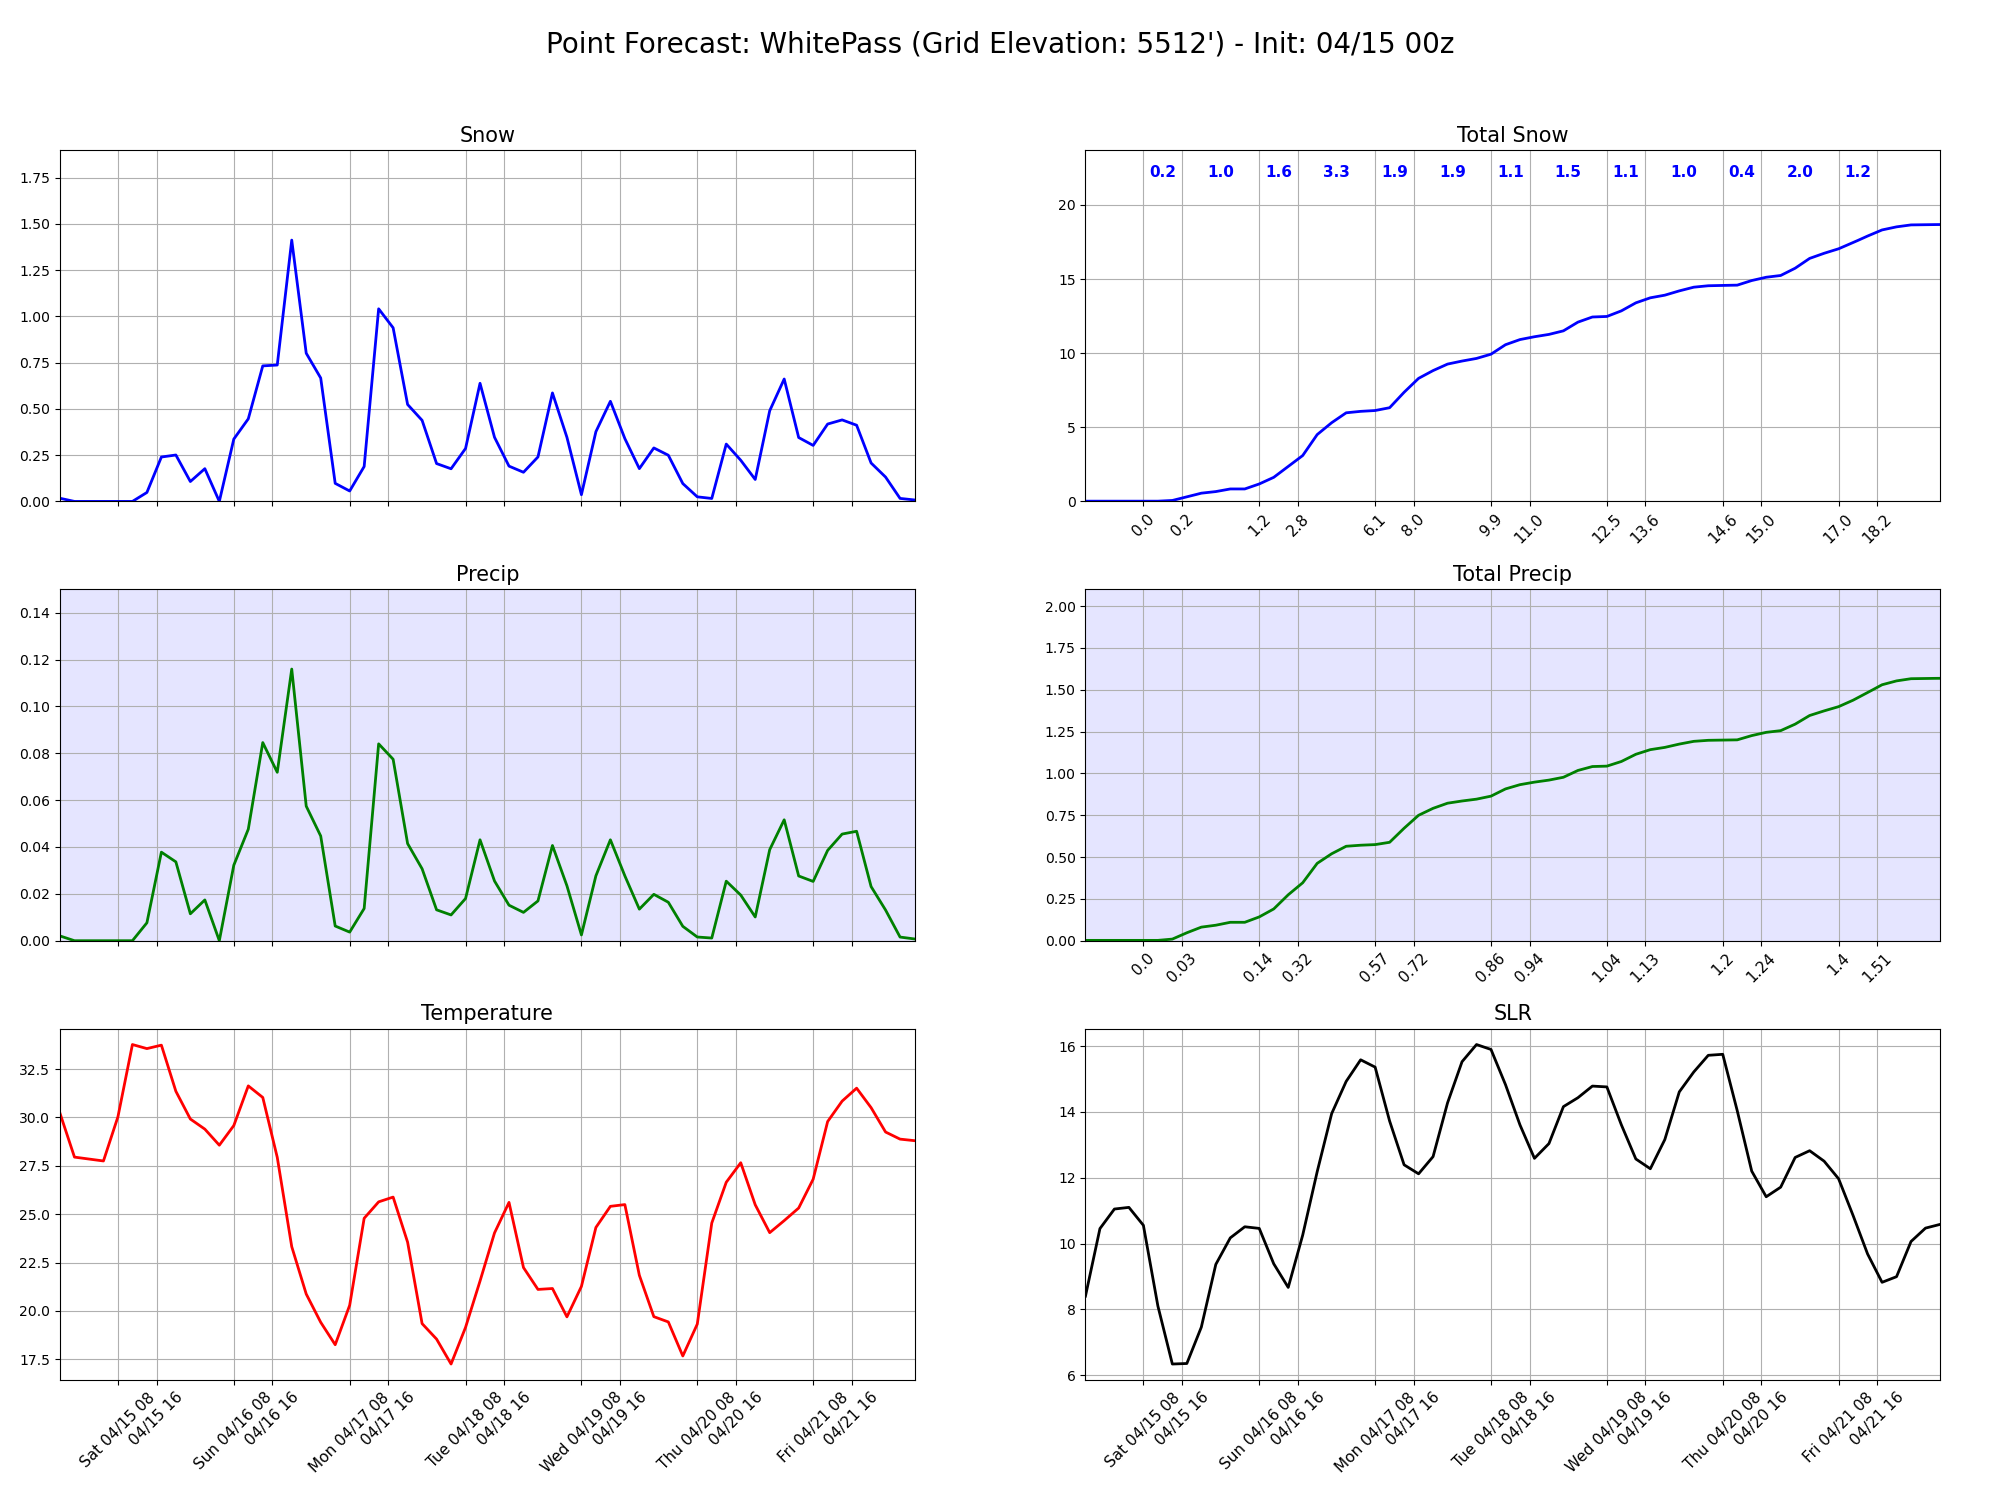 Point Forecast: WhitePass (Grid Elevation: 5512') - Init: 04/15 00z
Snow
1.75
1.50
1.25
1.00
0.75
0.50
0.25
0.00
Total Snow
0.2 1.0 1.6 3.3 1.9 1.9 1.1 1.5 1.1 1.0 0.4 2.0 1.2
20
15
10
5
0
0.0 0.2 1.2 2.8 6.1 8.0 9.9 11.0 12.5 13.6 14.6 15.0 17.0 18.2
Precip
0.14
0.12
0.10
0.08
0.06
0.04
0.02
0.00
Total Precip
2.00
1.75
1.50
1.25
1.00
0.75
0.50
0.25
0.00
0.0 0.03 0.14 0.32 0.57 0.72 0.86 0.94 1.04 1.13 1.2 1.24 1.4 1.51
Temperature
32.5
30.0
27.5
25.0
22.5
20.0
17.5
Sat 04/15 08
04/15 16
Sun 04/16 08
04/16 16
Mon 04/17 08
04/17 16
Tue 04/18 08
04/18 16
Wed 04/19 08
04/19 16
Thu 04/20 08
04/20 16
Fri 04/21 08
04/21 16
SLR
16
14
12
10
8
6
Sat 04/15 08
04/15 16
Sun 04/16 08
04/16 16
Mon 04/17 08
04/17 16
Tue 04/18 08
04/18 16
Wed 04/19 08
04/19 16
Thu 04/20 08
04/20 16
Fri 04/21 08
04/21 16